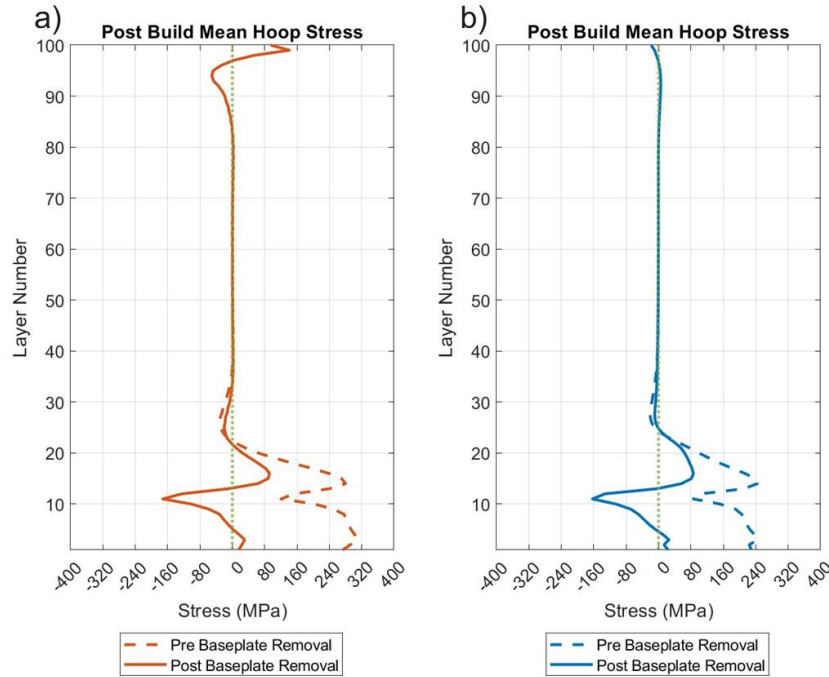 a)
Post Build Mean Hoop Stress
100
90
80
70
60
50
40
30
20
10
Layer Number
-400 -320 -240 -160 -80 0 80 160 240 320 400
Stress (MPa)
Pre Baseplate Removal
Post Baseplate Removal
b)
Post Build Mean Hoop Stress
100
90
80
70
60
50
40
30
20
10
Layer Number
-400 -320 -240 -160 -80 0 80 160 240 320 400
Stress (MPa)
Pre Baseplate Removal
Post Baseplate Removal